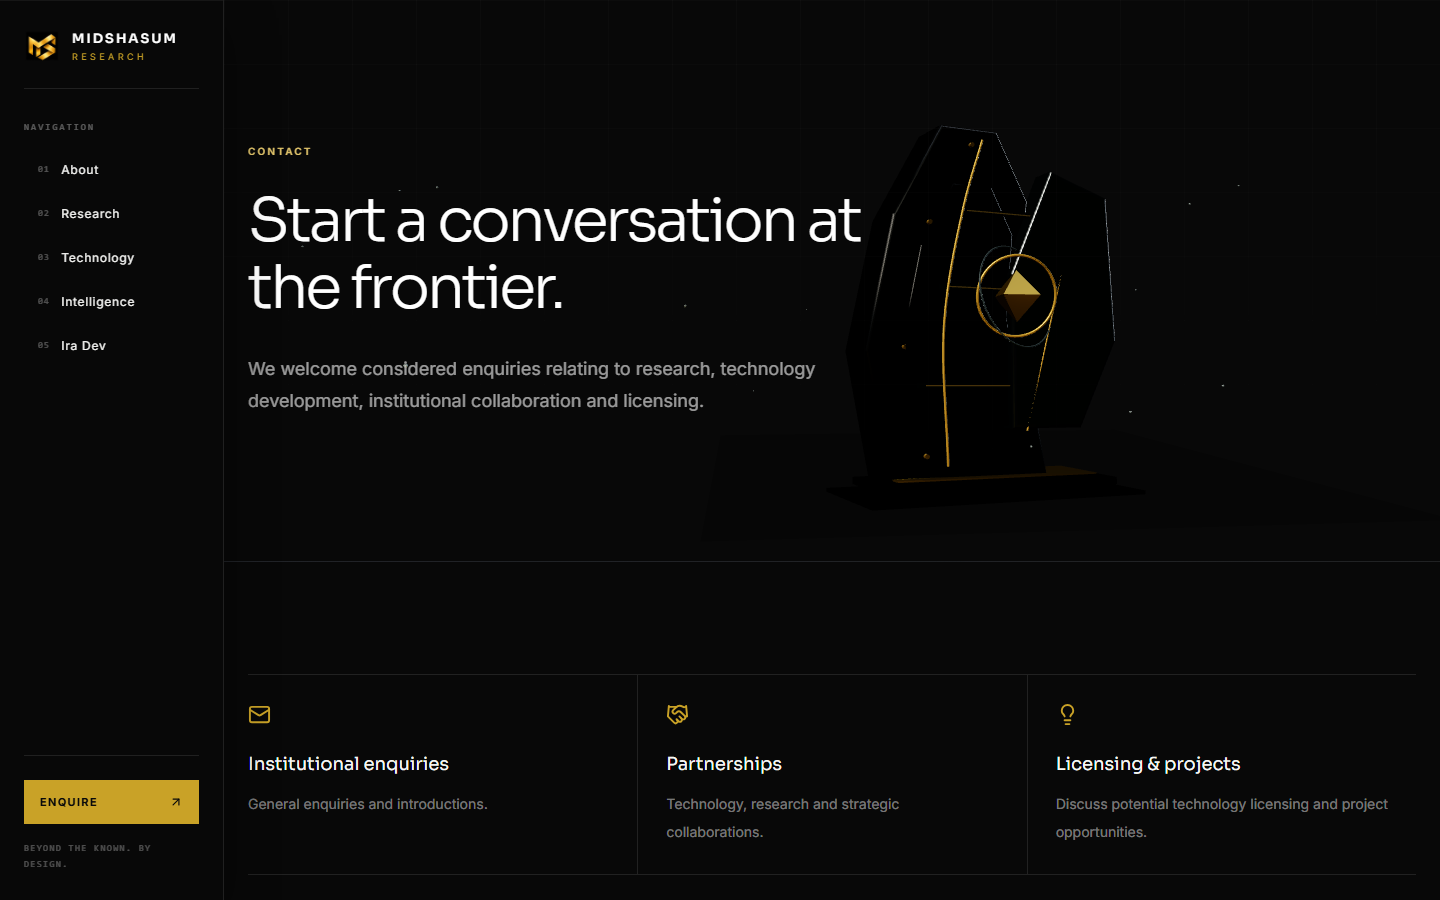 MIDSHASUM
RESEARCH
NAVIGATION
01 About
02 Research
03 Technology
04 Intelligence
05 Ira Dev
ENQUIRE
BEYOND THE KNOWN. BY
DESIGN.
CONTACT
Start a conversation at
the frontier.
We welcome considered enquiries relating to research, technology
development, institutional collaboration and licensing.
Institutional enquiries
General enquiries and introductions.
Partnerships
Technology, research and strategic
collaborations.
Licensing & projects
Discuss potential technology licensing and project
opportunities.